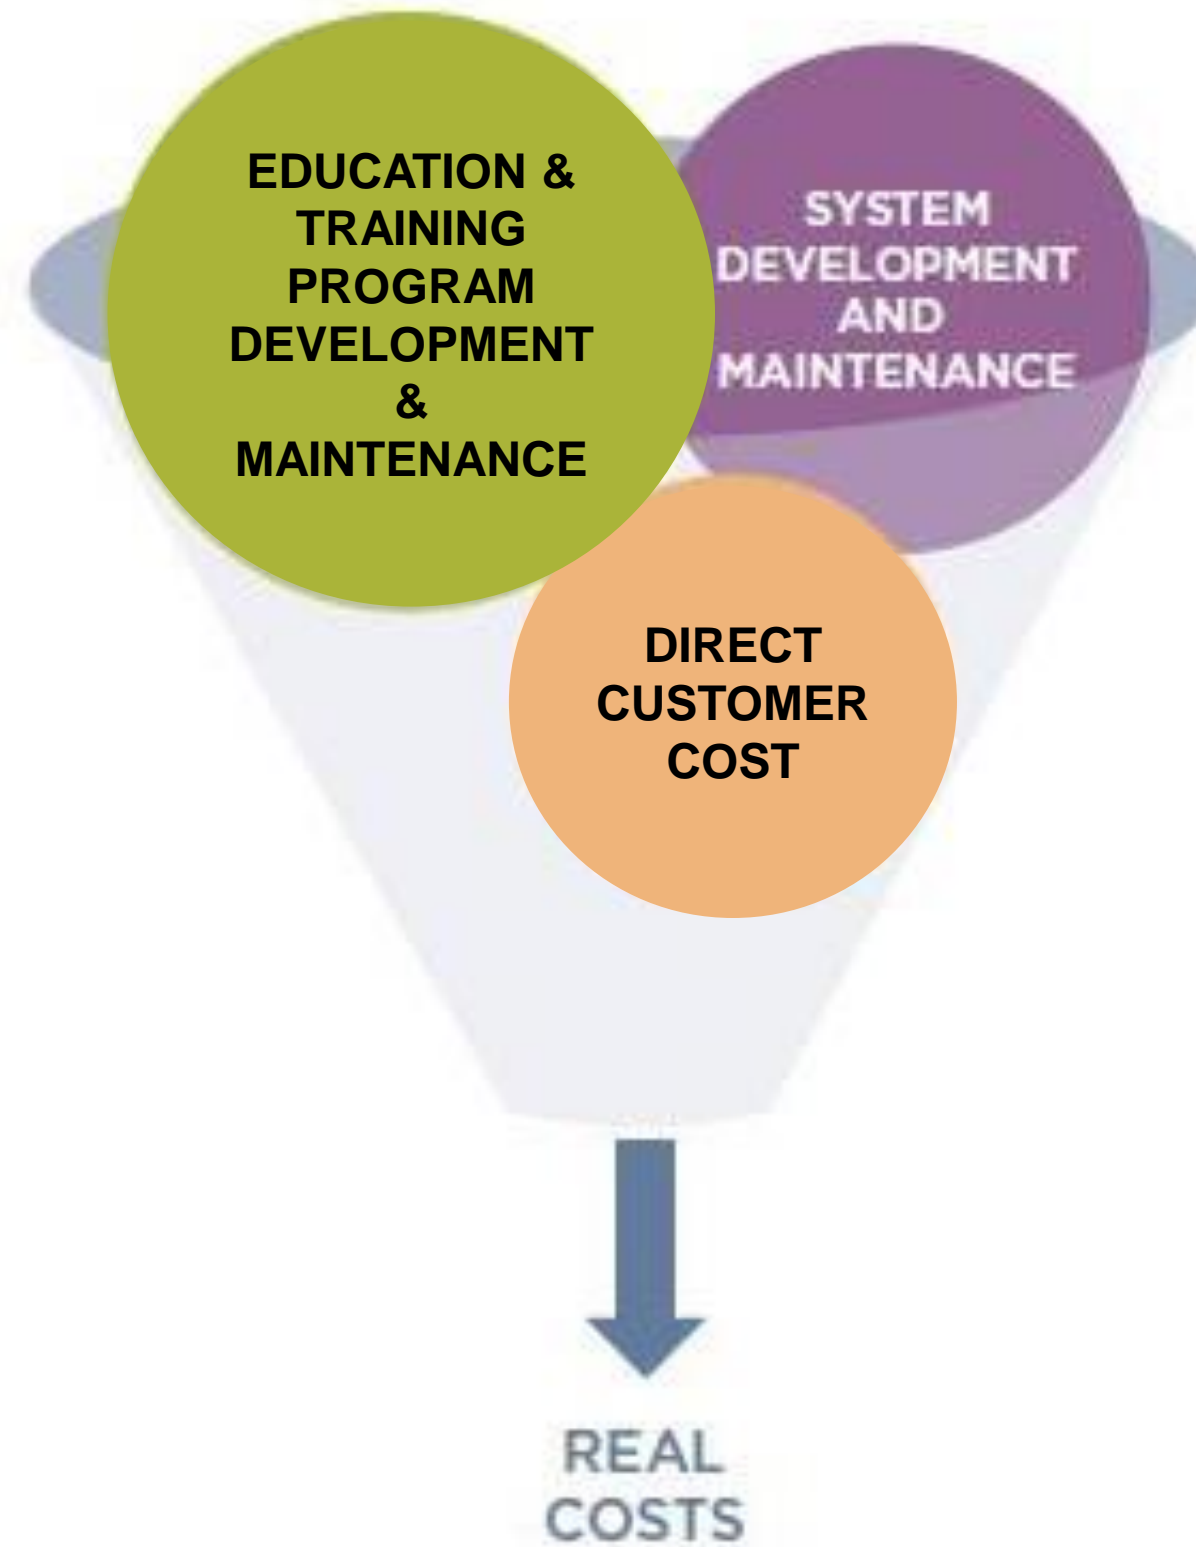 EDUCATION &
TRAINING
PROGRAM
DEVELOPMENT
&
MAINTENANCE
SYSTEM
DEVELOPMENT
AND
MAINTENANCE
DIRECT
CUSTOMER
COST
REAL
COSTS